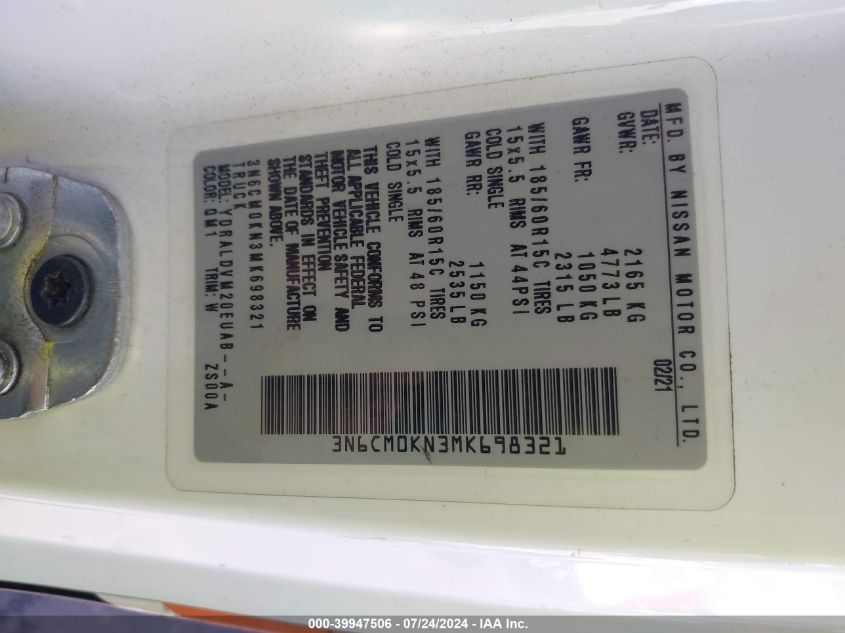 MFD. BY NISSAN MOTOR CO., LTD.
DATE: 02/21
GVWR: 2165 KG
4773 LB
GAWR FR: 1050 KG
2315 LB
WITH 185/60R15C TIRES
15x5.5 RIMS AT 44PSI
COLD SINGLE
GAWR RR: 1150 KG
2535 LB
WITH 185/60R15C TIRES
15x5.5 RIMS AT 48 PSI
COLD SINGLE
THIS VEHICLE CONFORMS TO
ALL APPLICABLE FEDERAL
MOTOR VEHICLE SAFETY AND
THEFT PREVENTION
STANDARDS IN EFFECT ON
THE DATE OF MANUFACTURE
SHOWN ABOVE.
3N6CM0KN3MK698321
TRUCK
MODEL: YDRALDVM20EUAB--A-
COLOR: QM1 TRIM: W ZS00A
3N6CM0KN3MK698321
000-39947506 - 07/24/2024 - IAA Inc.